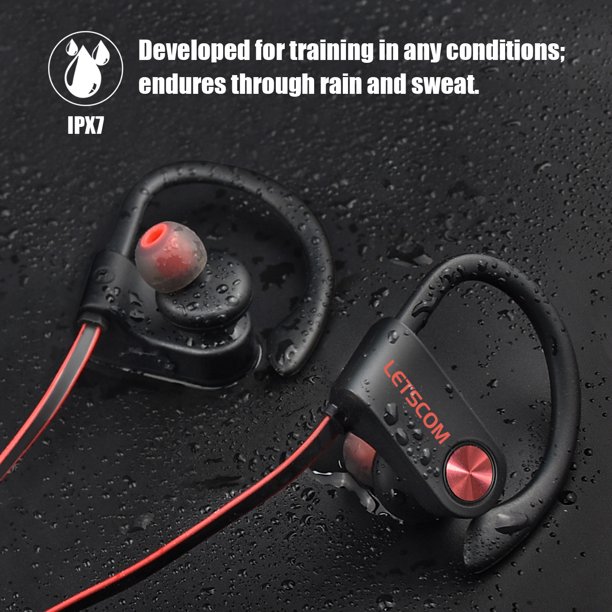 Developed for training in any conditions;
endures through rain and sweat.
IPX7
LETSCOM